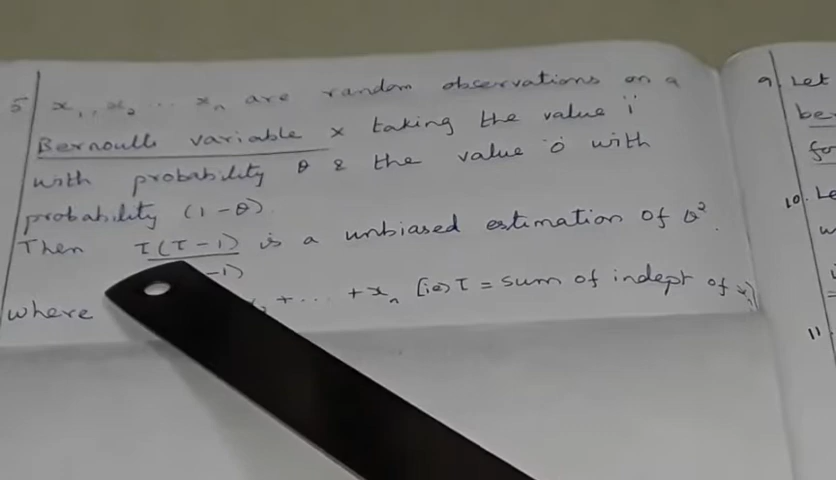 5 x₁, x₂ .. xₙ are random observations on a
Bernoulli variable x taking the value 1
with probability θ & the value 0 with
probability (1-θ)
Then T(T-1) is a unbiased estimation of θ².
-1)
where + ... + xₙ (ie) T = sum of indept of xᵢ
9. Let
be
for
10. Le
w
11